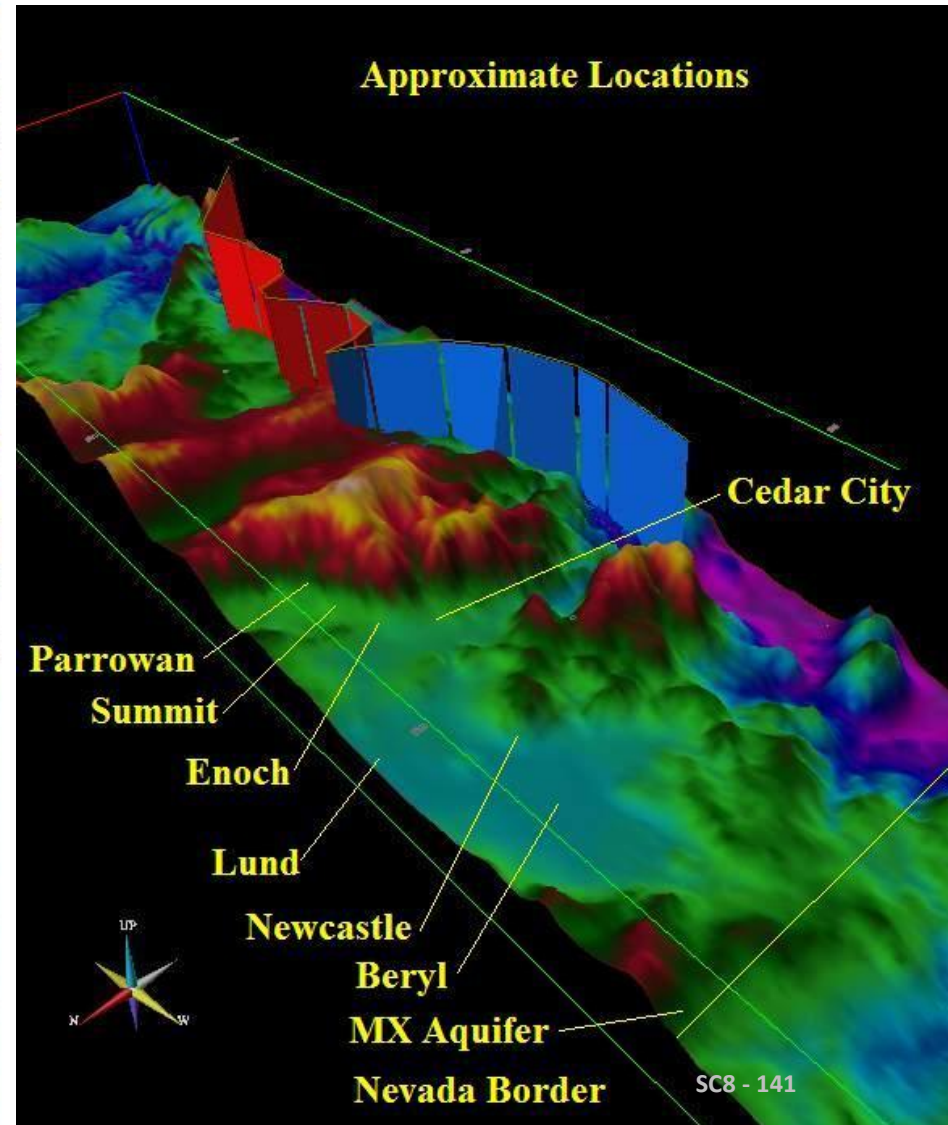 Approximate Locations
Cedar City
Parrowan
Summit
Enoch
Lund
Newcastle
Beryl
MX Aquifer
Nevada Border
UP
N
W
SC8 - 141